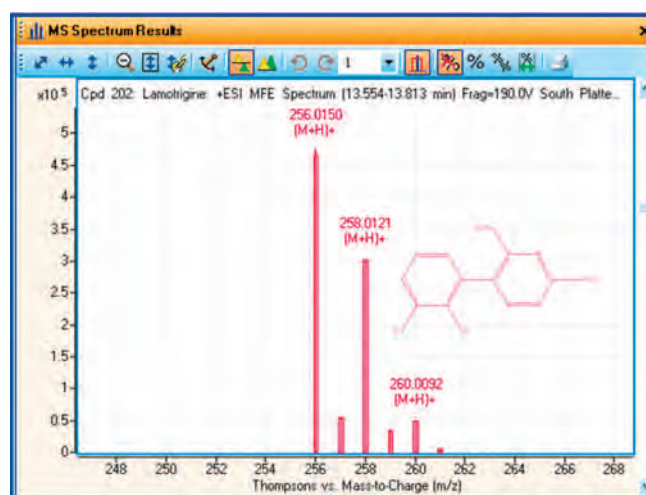 MS Spectrum Results
1
x10 5
Cpd 202: Lamotrigine: +ESI MFE Spectrum (13.554-13.813 min) Frag=190.0V South Platte...
256.0150
(M+H)+
258.0121
(M+H)+
260.0092
(M+H)+
5
4.5
4
3.5
3
2.5
2
1.5
1
0.5
0
248 250 252 254 256 258 260 262 264 266 268
Thompsons vs. Mass-to-Charge (m/z)